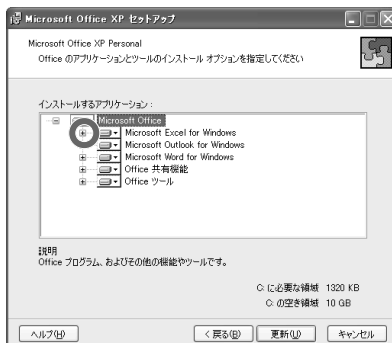 Microsoft Office XP セットアップ
Microsoft Office XP Personal
Office のアプリケーションとツールのインストール オプションを指定してください
インストールするアプリケーション:
Microsoft Office
Microsoft Excel for Windows
Microsoft Outlook for Windows
Microsoft Word for Windows
Office 共有機能
Office ツール
説明
Office プログラム、およびその他の機能やツールです。
C: に必要な領域 1320 KB
C: の空き領域 10 GB
ヘルプ(H)
< 戻る(B)
更新(U)
キャンセル